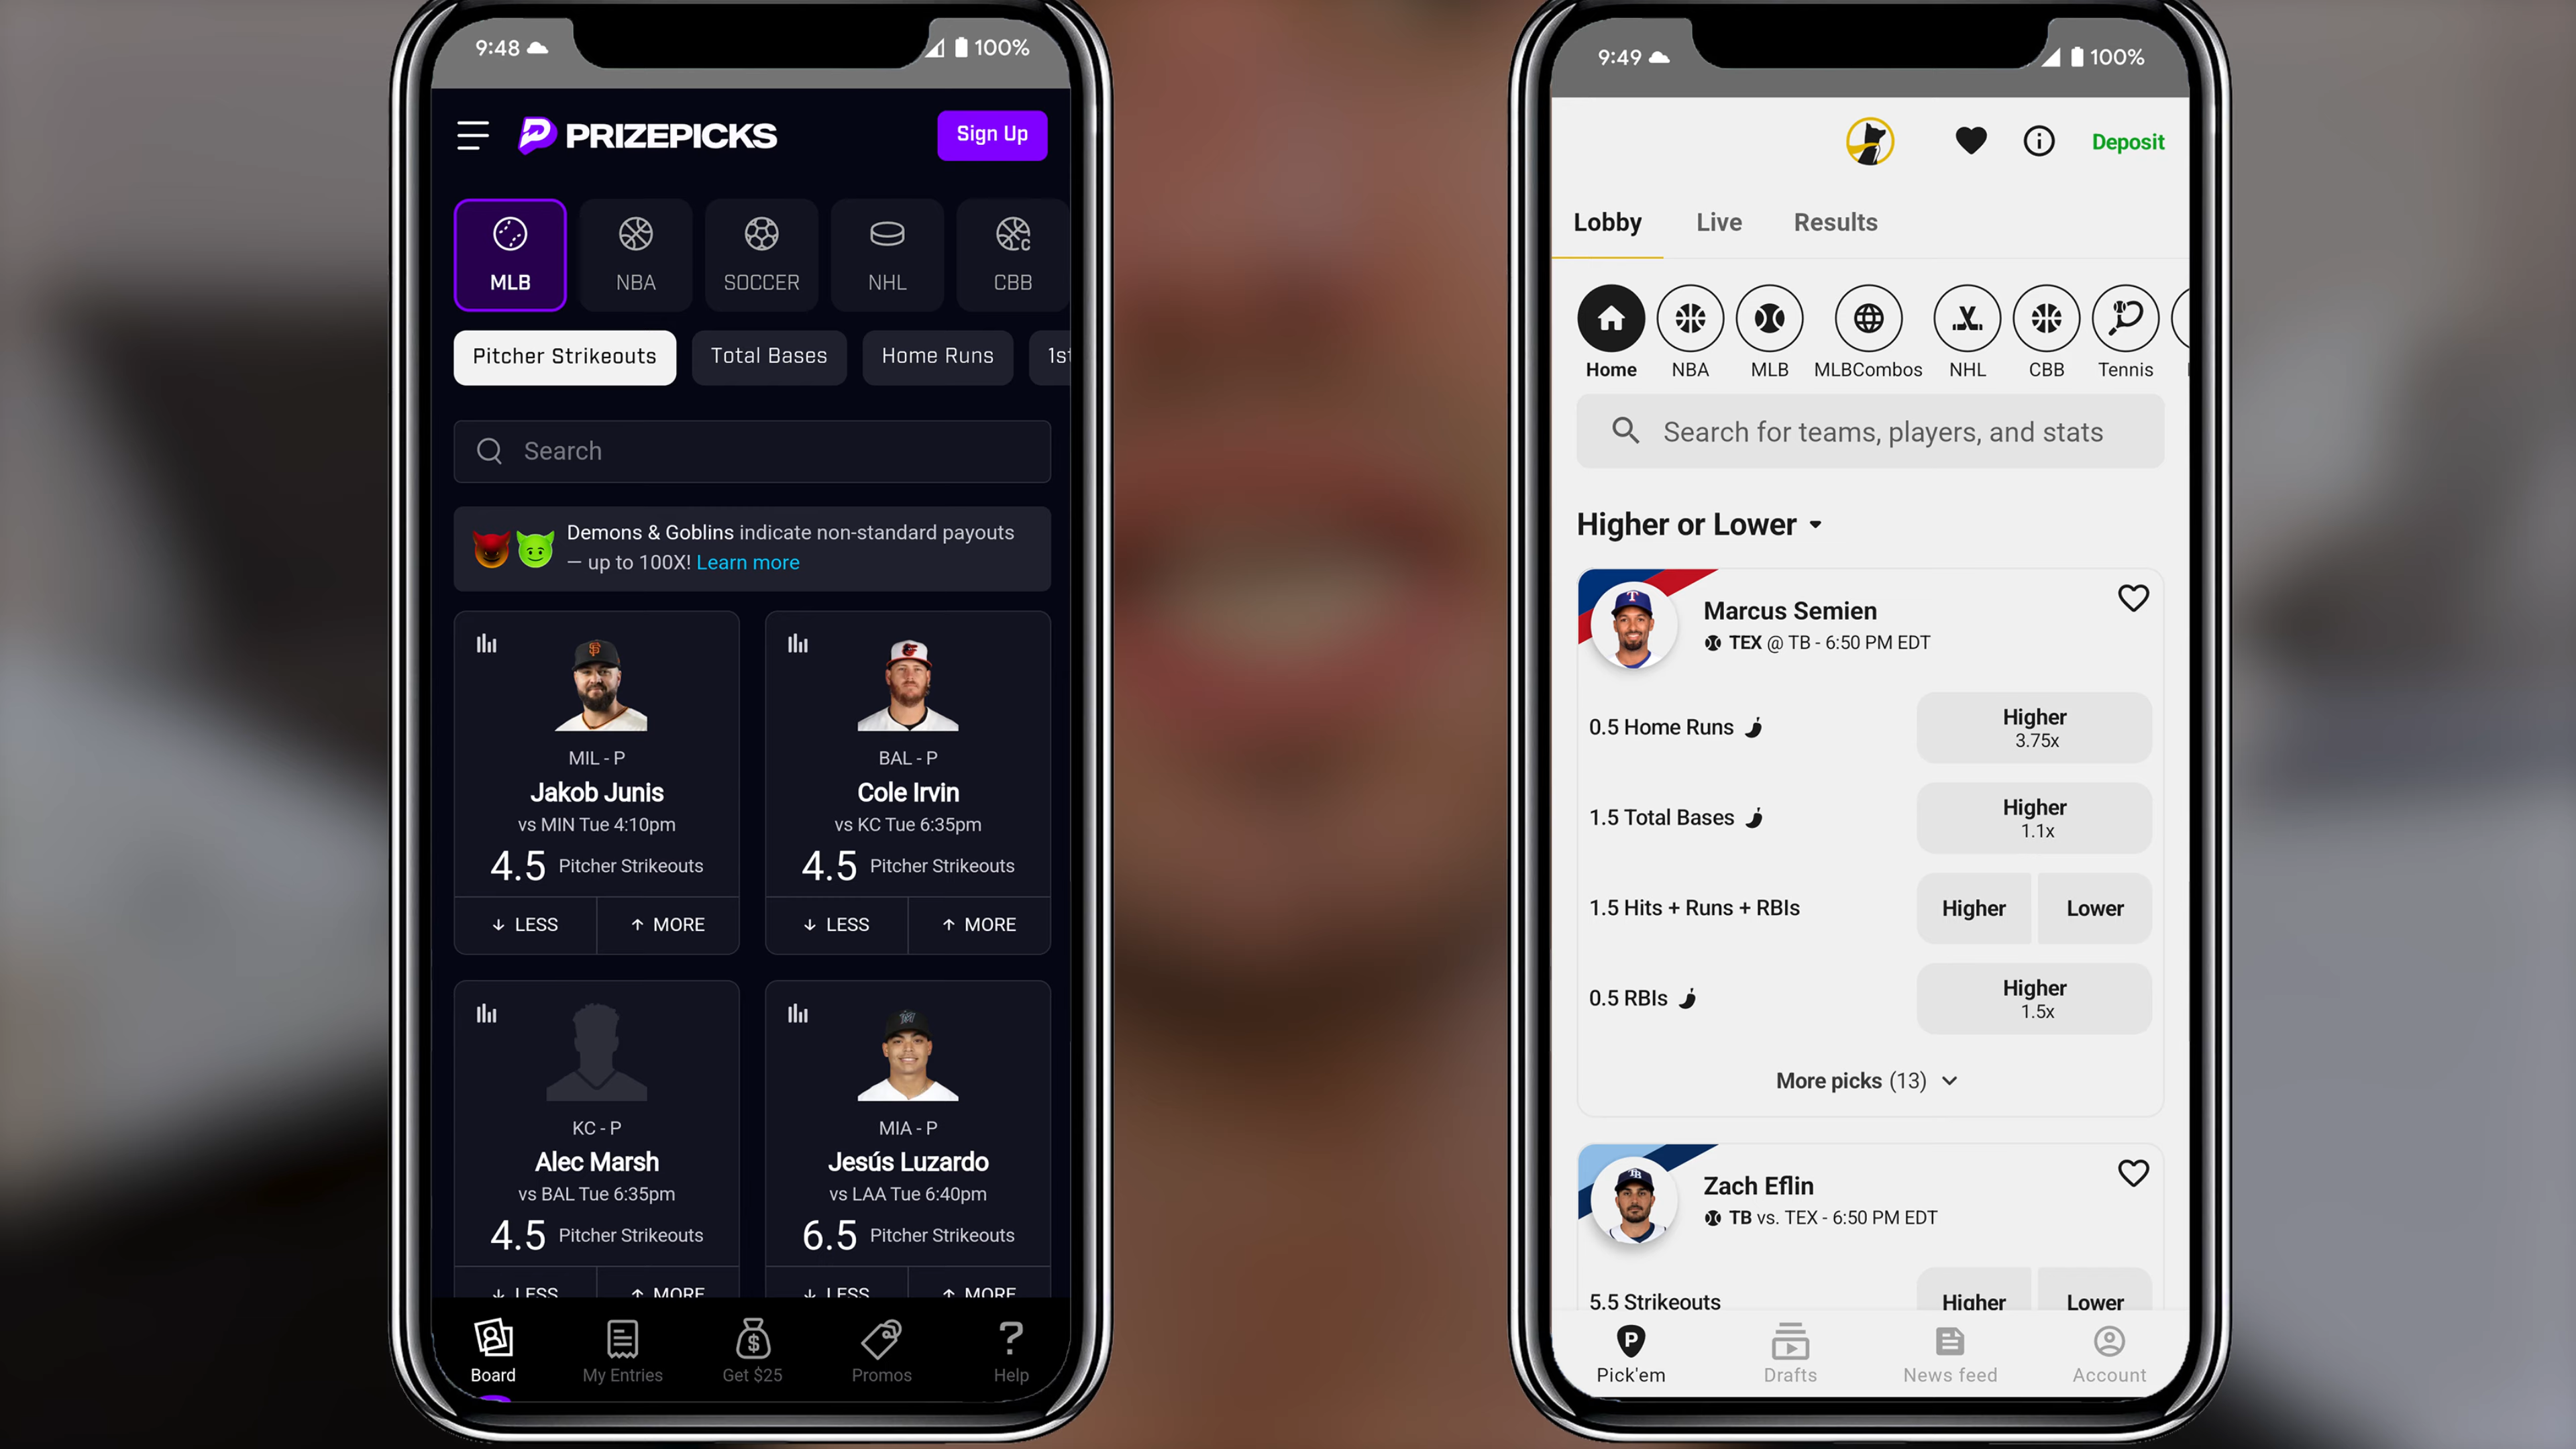 9:48
100%
PRIZEPICKS
Sign Up
MLB
NBA
SOCCER
NHL
CBB
Pitcher Strikeouts
Total Bases
Home Runs
Search
Demons & Goblins indicate non-standard payouts
— up to 100X! Learn more
MIL - P
Jakob Junis
vs MIN Tue 4:10pm
4.5 Pitcher Strikeouts
LESS
MORE
BAL - P
Cole Irvin
vs KC Tue 6:35pm
4.5 Pitcher Strikeouts
LESS
MORE
KC - P
Alec Marsh
vs BAL Tue 6:35pm
4.5 Pitcher Strikeouts
LESS
MORE
MIA - P
Jesús Luzardo
vs LAA Tue 6:40pm
6.5 Pitcher Strikeouts
LESS
MORE
Board
My Entries
Get $25
Promos
Help
9:49
100%
Deposit
Lobby
Live
Results
Home
NBA
MLB
MLBCombos
NHL
CBB
Tennis
Search for teams, players, and stats
Higher or Lower
Marcus Semien
TEX @ TB - 6:50 PM EDT
0.5 Home Runs
Higher
3.75x
1.5 Total Bases
Higher
1.1x
1.5 Hits + Runs + RBIs
Higher
Lower
0.5 RBIs
Higher
1.5x
More picks (13)
Zach Eflin
TB vs. TEX - 6:50 PM EDT
5.5 Strikeouts
Higher
Lower
Pick'em
Drafts
News feed
Account